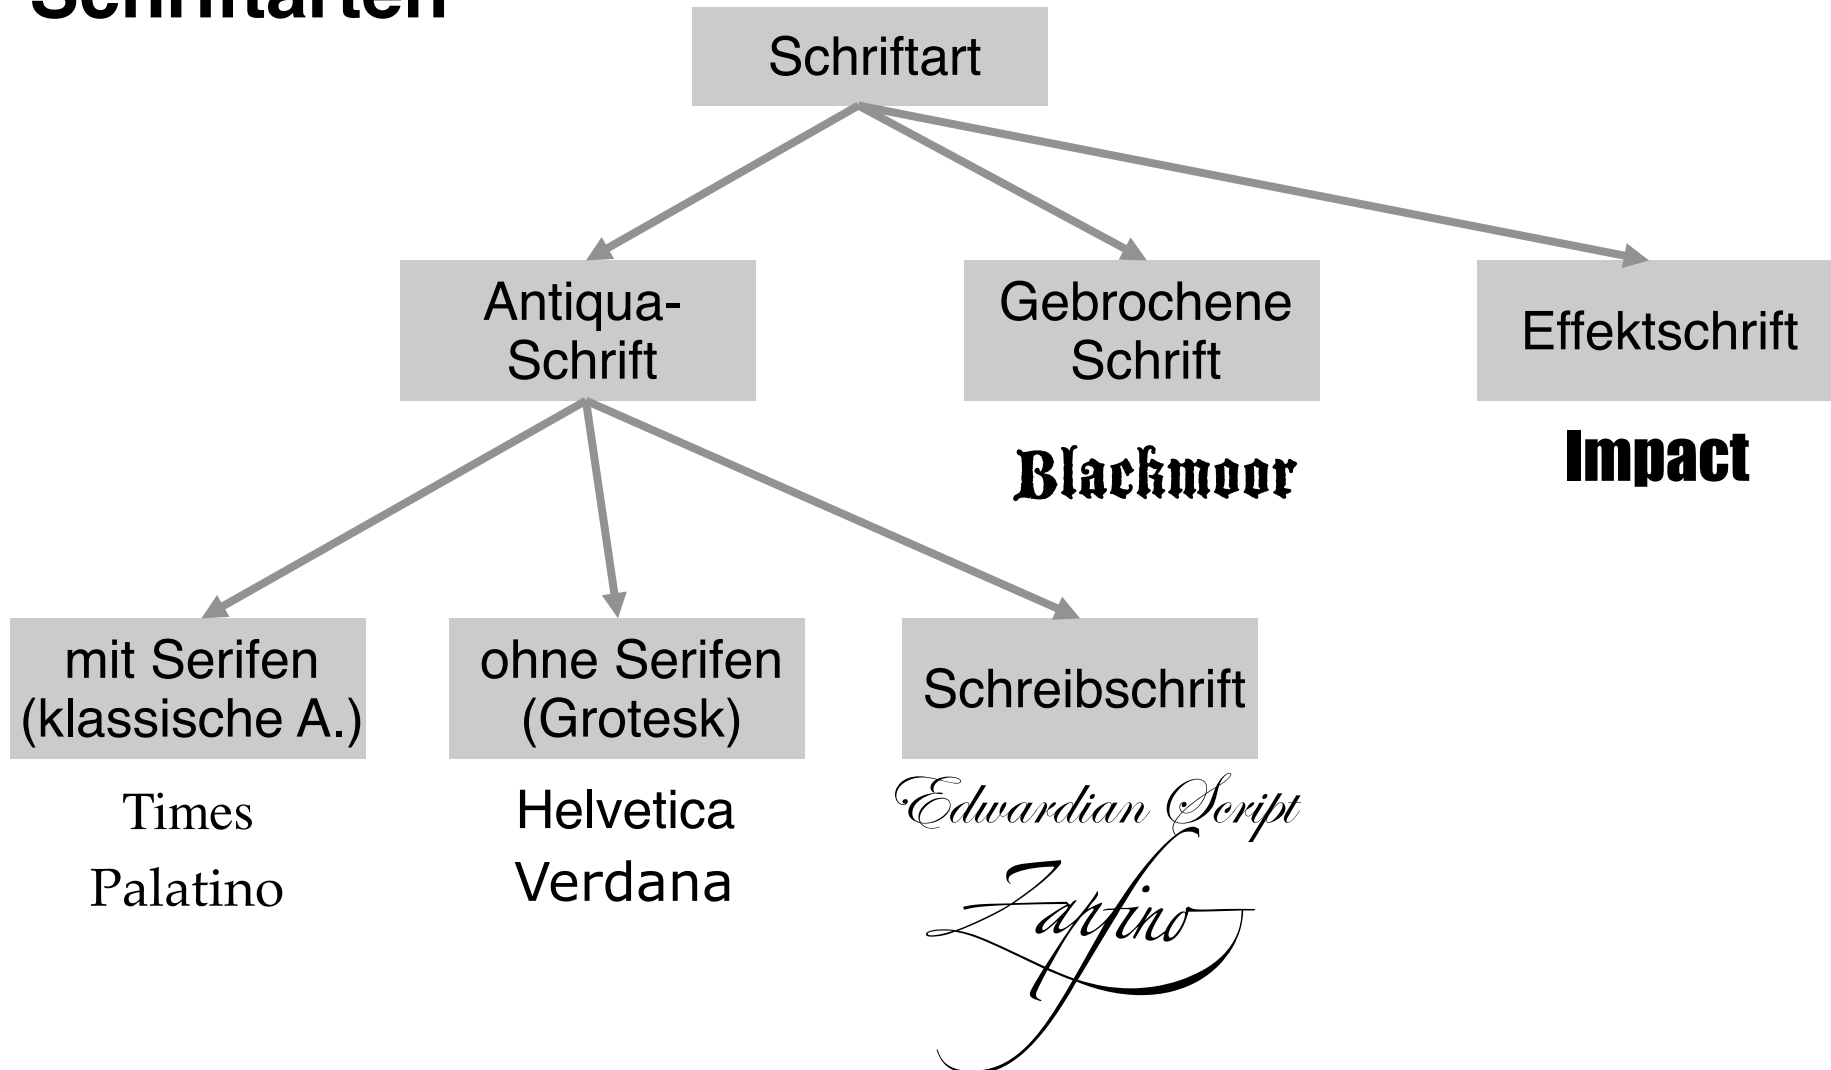 Schriftarten
Schriftart
Antiqua-
Schrift
Gebrochene
Schrift
Effektschrift
Blackmoor
Impact
mit Serifen
(klassische A.)
ohne Serifen
(Grotesk)
Schreibschrift
Times
Palatino
Helvetica
Verdana
Edwardian Script
Zapfino